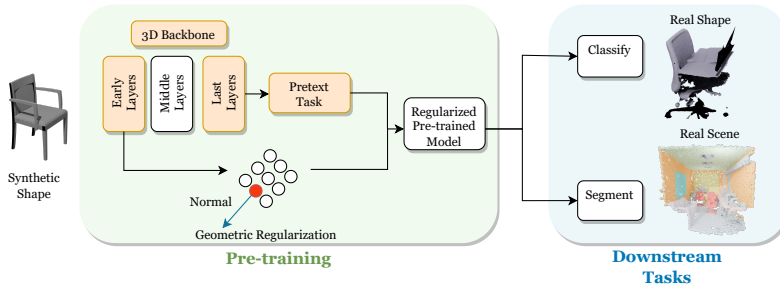 3D Backbone
Early
Layers
Middle
Layers
Last
Layers
Pretext
Task
Regularized
Pre-trained
Model
Synthetic
Shape
Normal
Geometric Regularization
Pre-training
Classify
Segment
Real Shape
Real Scene
Downstream
Tasks